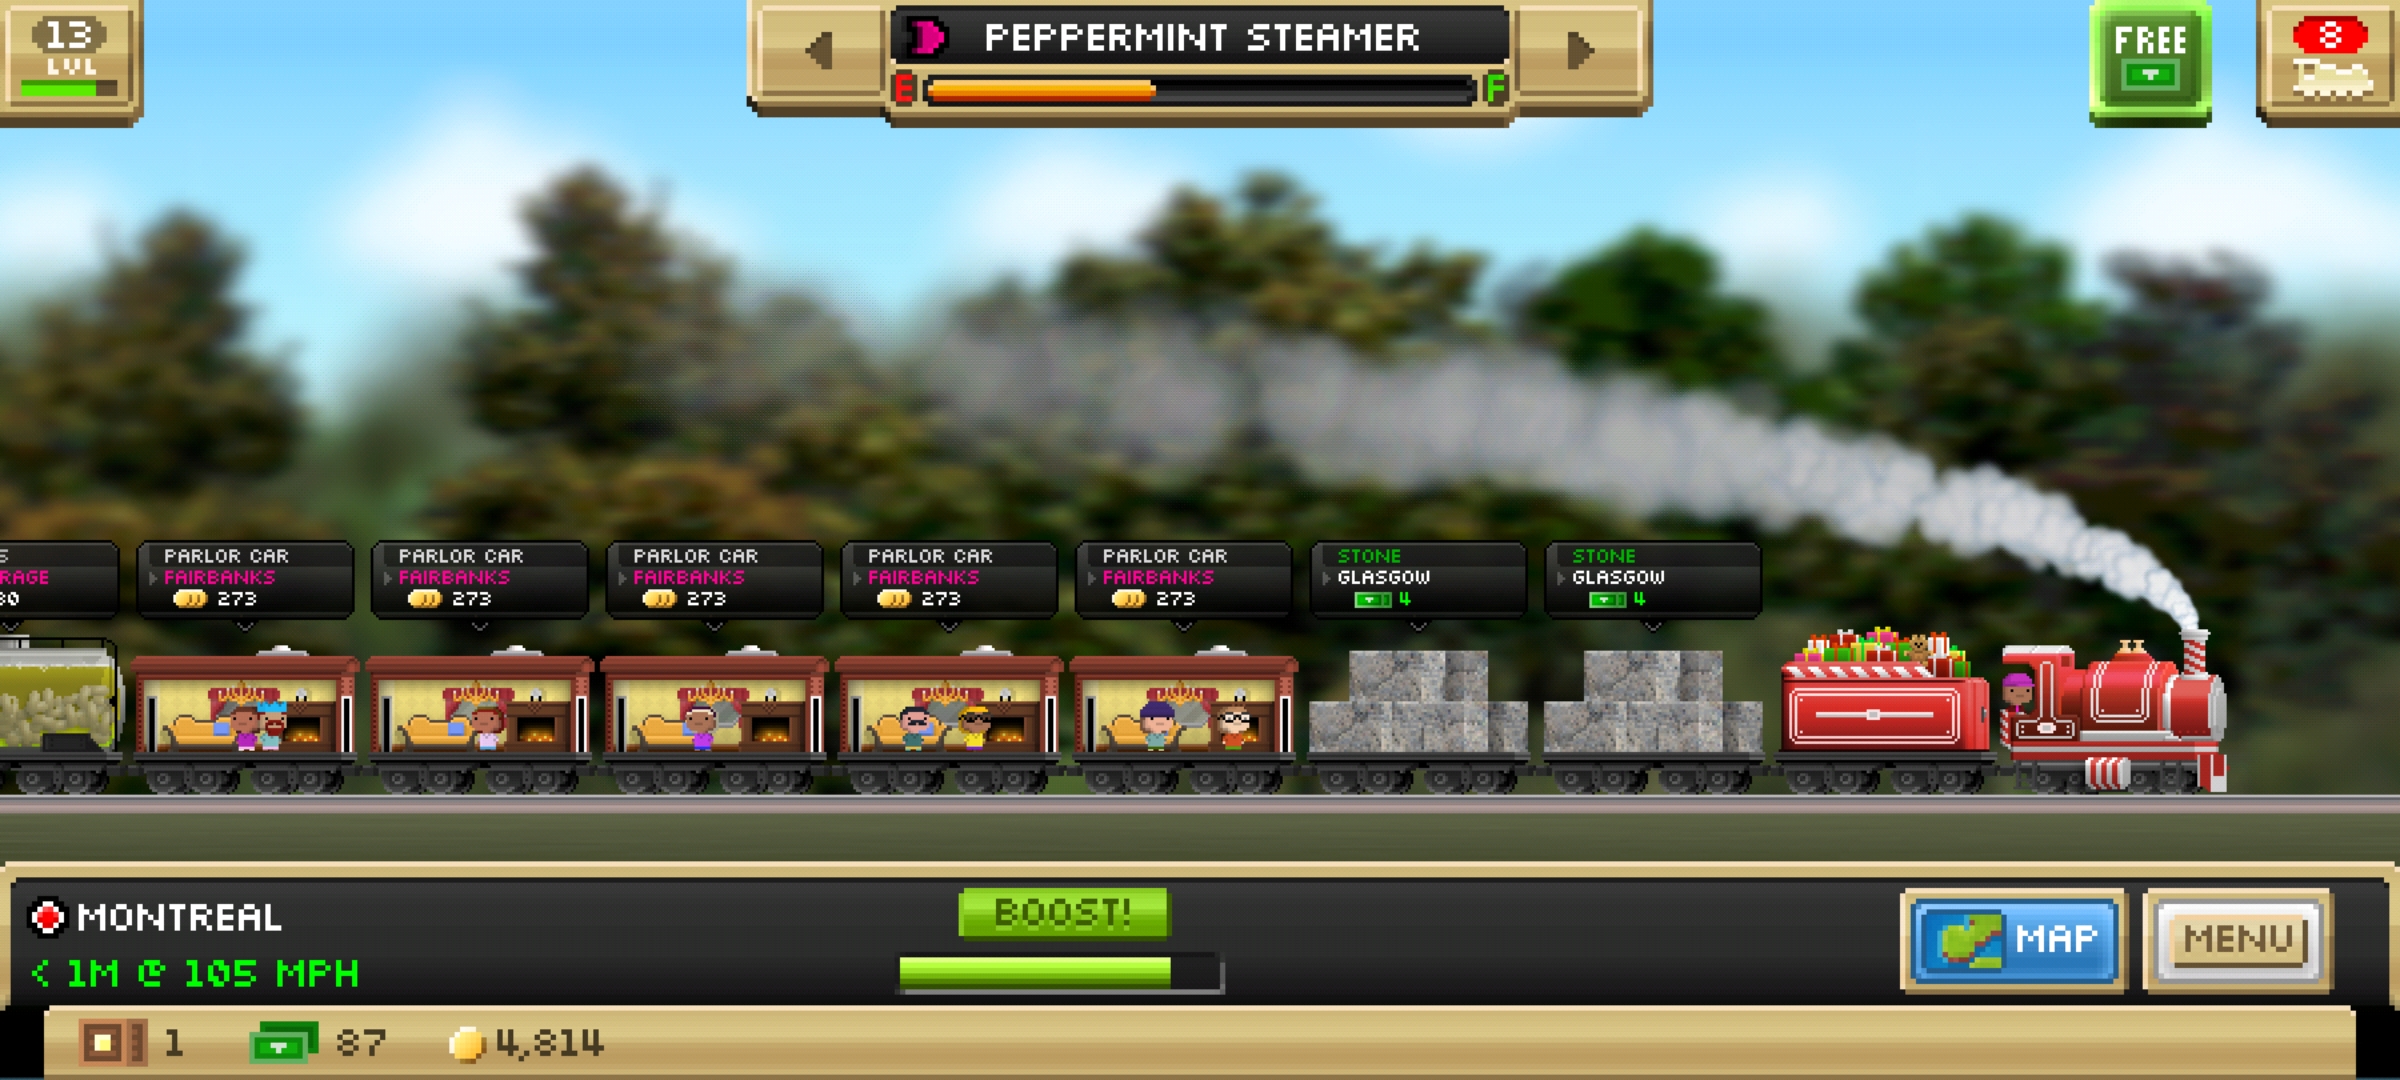 13
LVL
PEPPERMINT STEAMER
E F
FREE
8
PARLOR CAR
FAIRBANKS
273
PARLOR CAR
FAIRBANKS
273
PARLOR CAR
FAIRBANKS
273
PARLOR CAR
FAIRBANKS
273
PARLOR CAR
FAIRBANKS
273
STONE
GLASGOW
4
STONE
GLASGOW
4
MONTREAL
< 1M @ 105 MPH
BOOST!
MAP
MENU
1 87 4,814